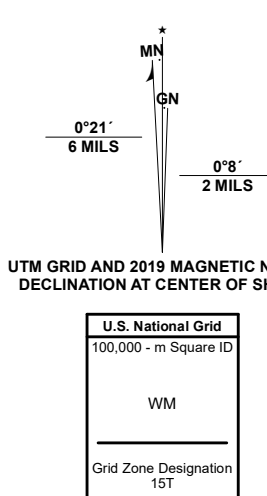 MN
GN
0°21´
6 MILS
0°8´
2 MILS
UTM GRID AND 2019 MAGNETIC
DECLINATION AT CENTER OF
U.S. National Grid
100,000 - m Square ID
WM
Grid Zone Designation
15T